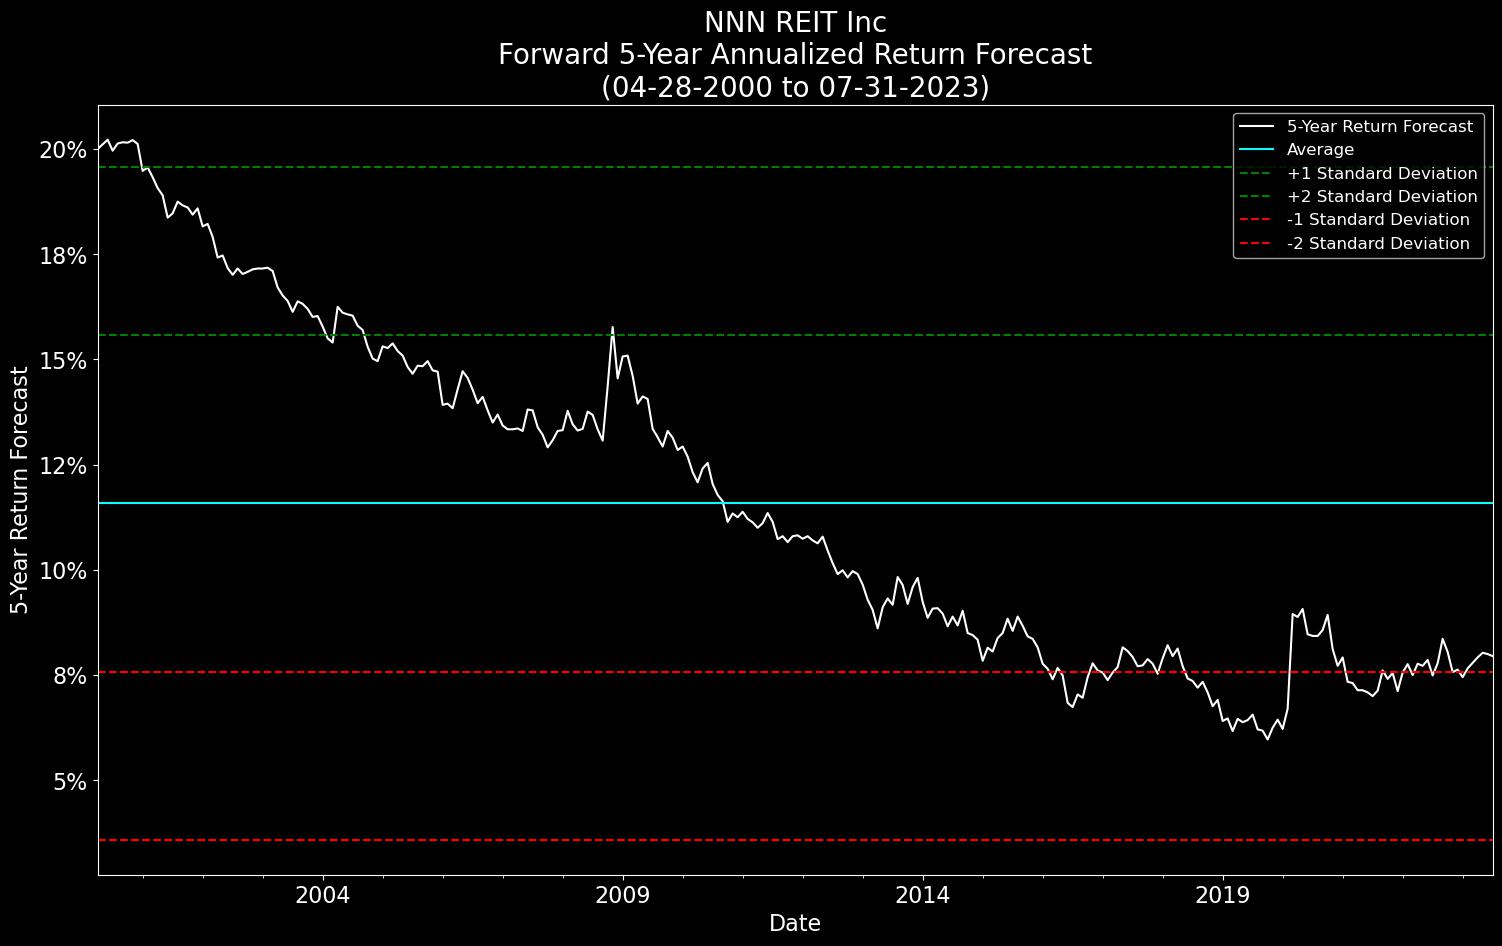 NNN REIT Inc
Forward 5-Year Annualized Return Forecast
(04-28-2000 to 07-31-2023)
5-Year Return Forecast
Average
+1 Standard Deviation
+2 Standard Deviation
-1 Standard Deviation
-2 Standard Deviation
20%
18%
15%
12%
10%
8%
5%
5-Year Return Forecast
2004
2009
2014
2019
Date